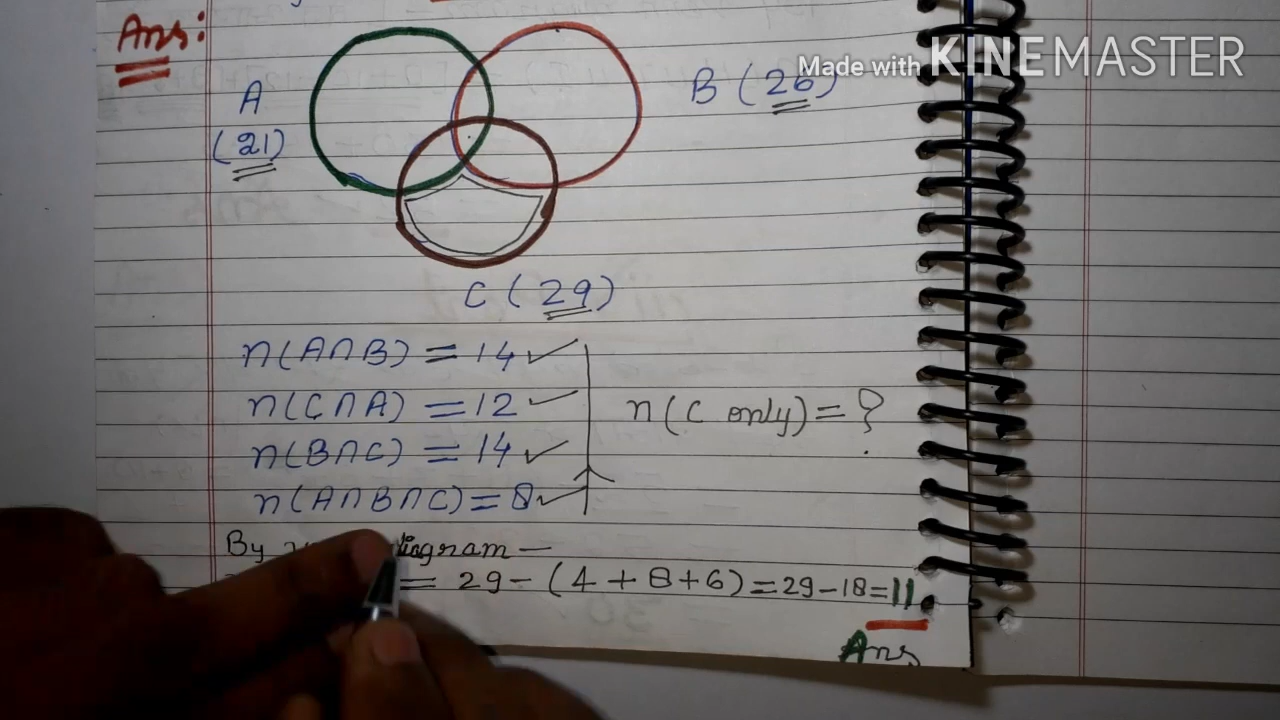 Ans:
Made with KINEMASTER
A
(21)
B (26)
C (29)
n(A∩B) = 14 ✓
n(C∩A) = 12 ✓
n(B∩C) = 14 ✓
n(A∩B∩C) = 8 ✓
n(C only) = ?
By diagram —
= 29 - (4 + 8 + 6) = 29 - 18 = 11
Ans